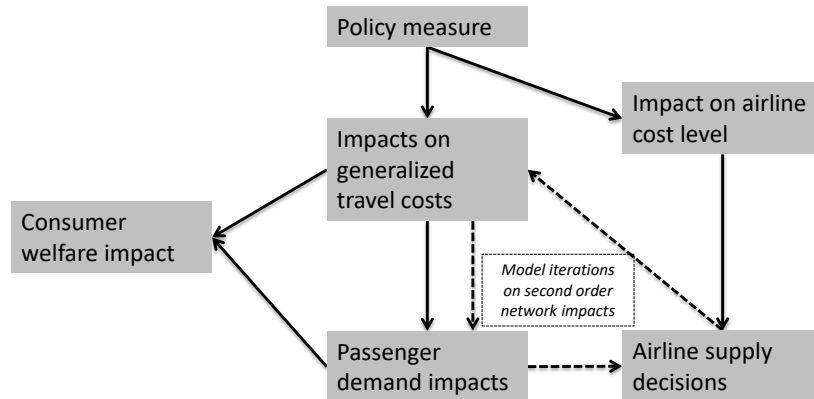 Policy measure
Impact on airline
cost level
Impacts on
generalized
travel costs
Consumer
welfare impact
Model iterations
on second order
network impacts
Passenger
demand impacts
Airline supply
decisions